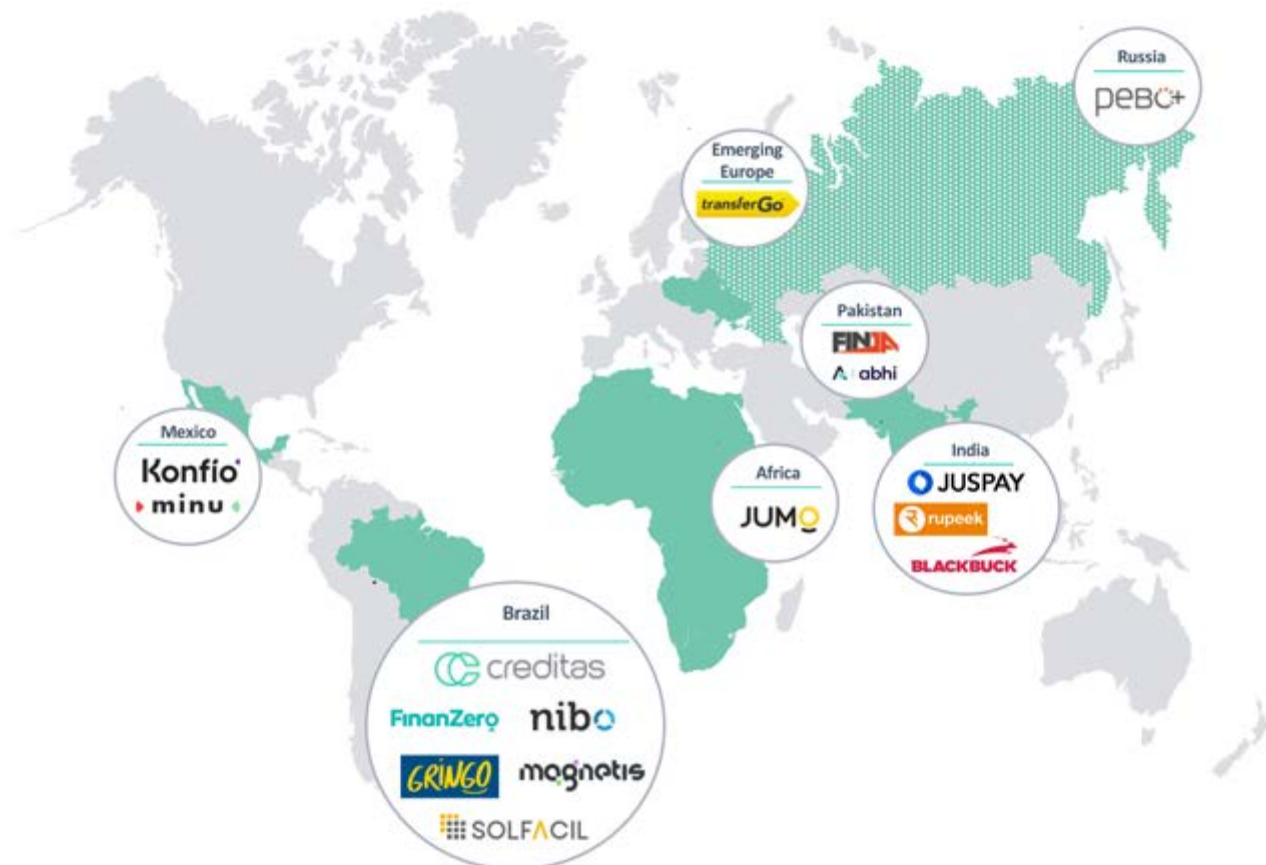 Russia
рево+
Emerging
Europe
transferGo
Pakistan
FINJA
abhi
Mexico
Konfío
minu
Africa
JUMO
India
JUSPAY
rupeek
BLACKBUCK
Brazil
creditas
FinanZero
nibo
GRINGO
magnetis
SOLFACIL